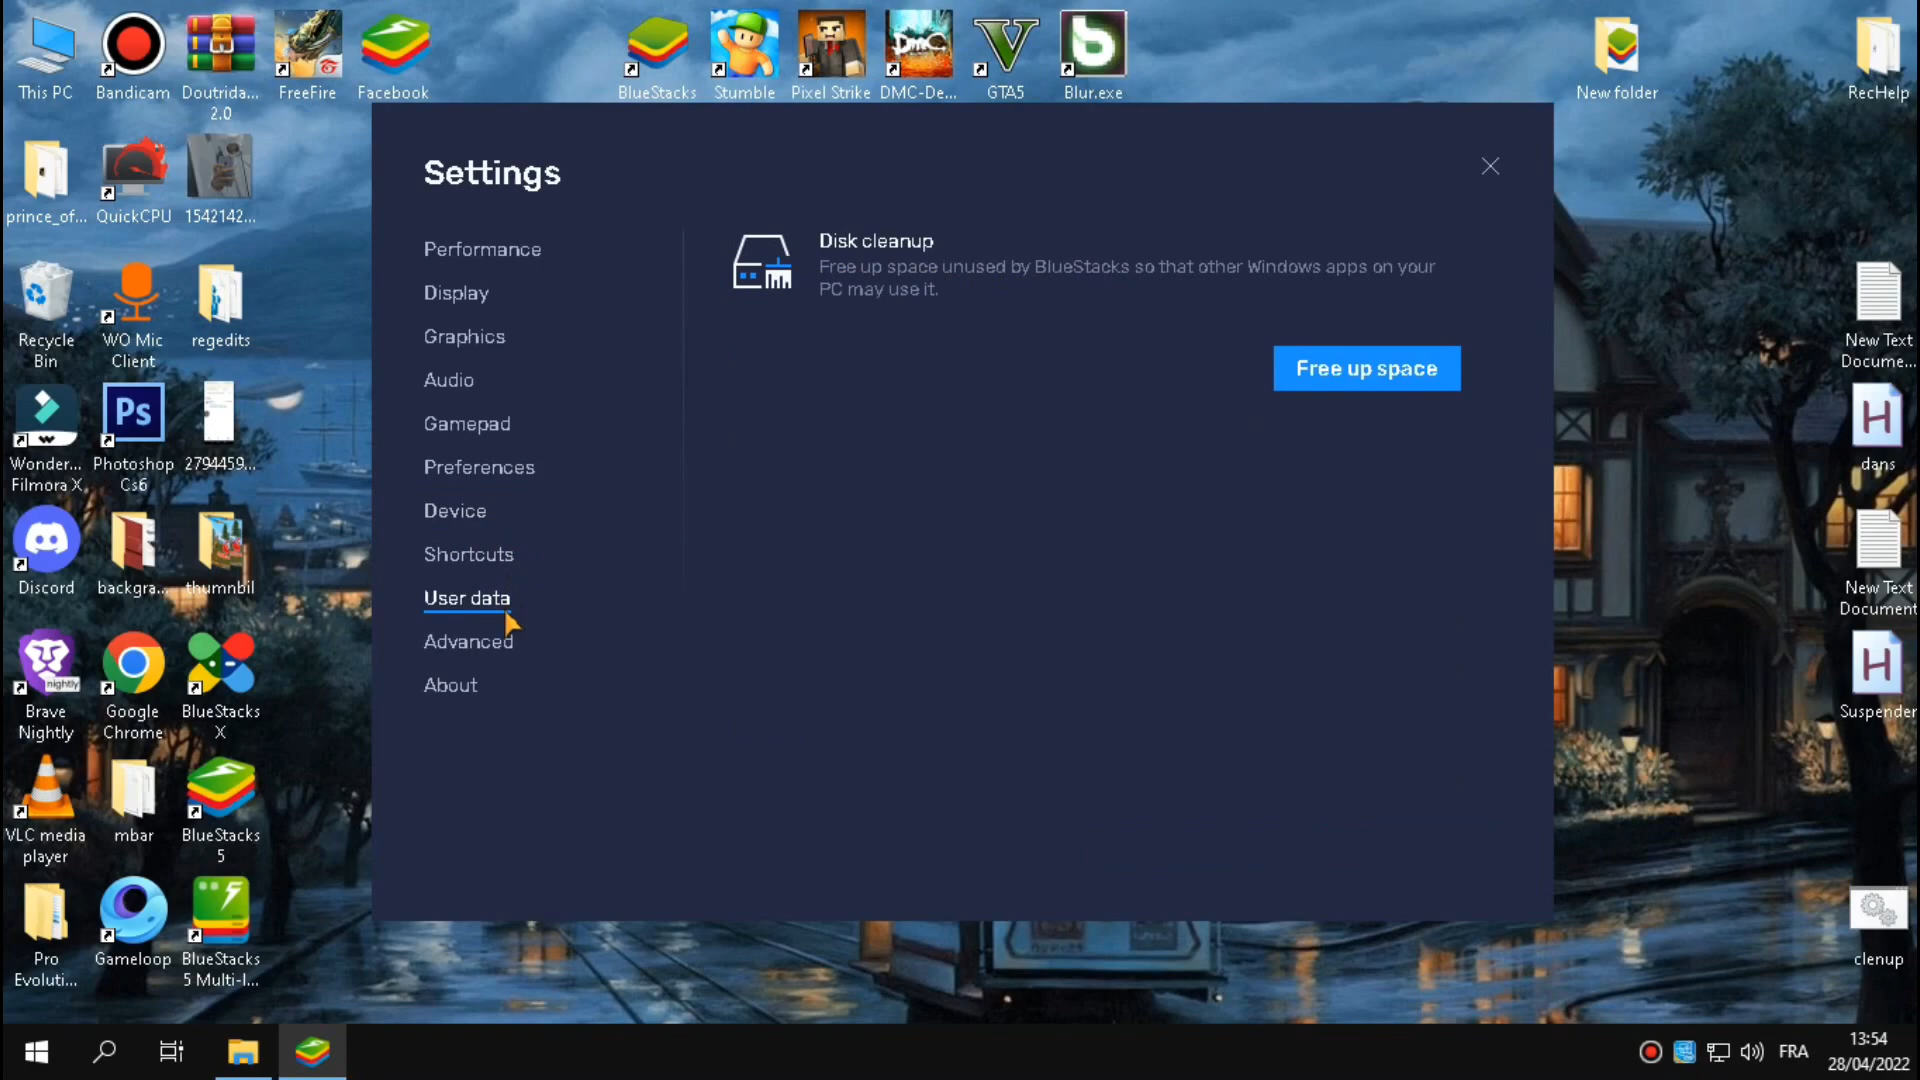 This PC
Bandicam
Doutrida...
2.0
FreeFire
Facebook
BlueStacks
Stumble
Pixel Strike
DMC-De...
GTA5
Blur.exe
New folder
RecHelp
prince_of...
QuickCPU
1542142...
Recycle
Bin
WO Mic
Client
regedits
Wonder...
Filmora X
Ps
Photoshop
Cs6
2794459...
Discord
backgra...
thumnbil
nightly
Brave
Nightly
Google
Chrome
BlueStacks
X
VLC media
player
mbar
BlueStacks
5
Pro
Evoluti...
Gameloop
BlueStacks
5 Multi-I...
Settings
Performance
Display
Graphics
Audio
Gamepad
Preferences
Device
Shortcuts
User data
Advanced
About
Disk cleanup
Free up space unused by BlueStacks so that other Windows apps on your
PC may use it.
Free up space
New Text
Docume...
H
dans
New Text
Document
H
Suspender
clenup
FRA
13:54
28/04/2022